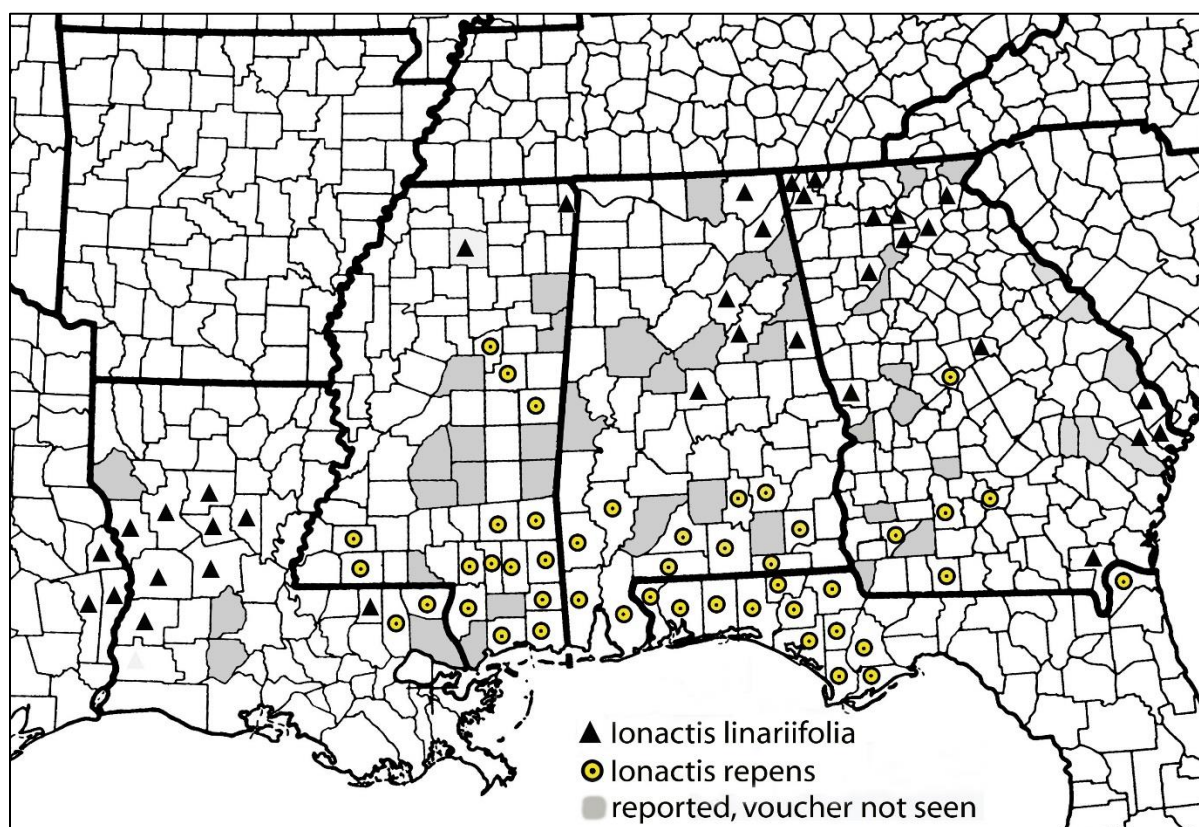 Ionactis linariifolia
Ionactis repens
reported, voucher not seen